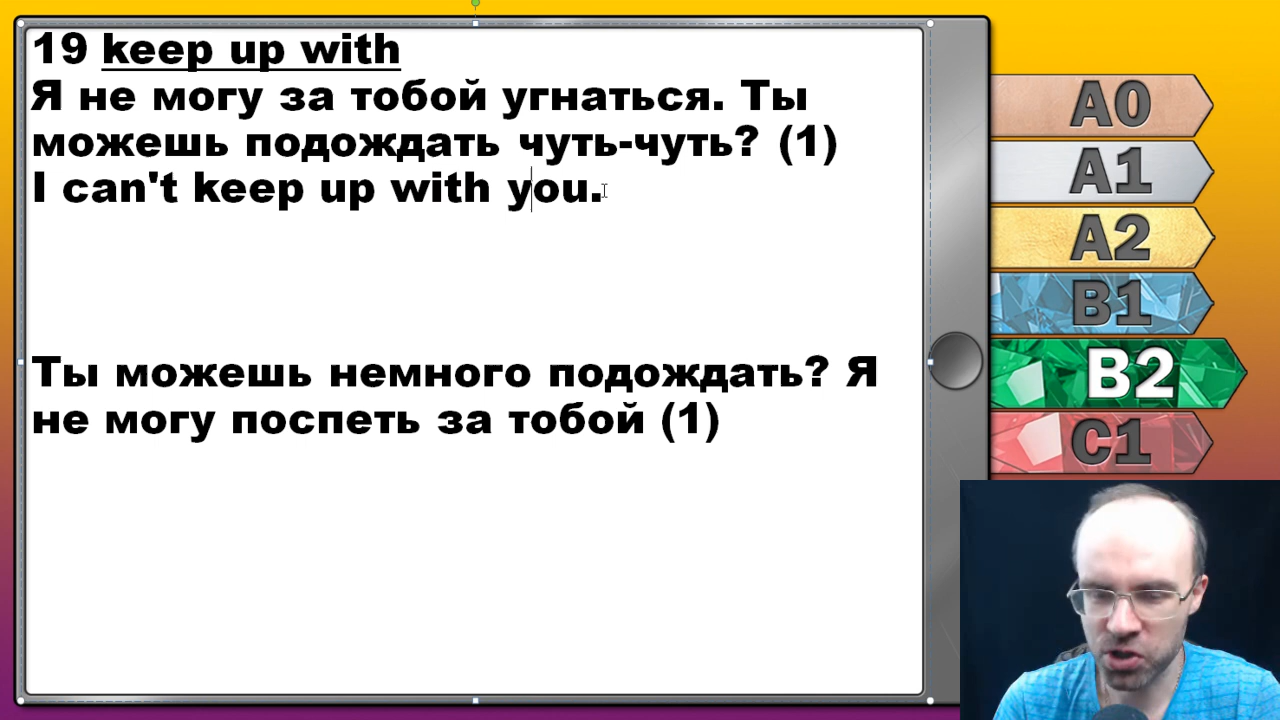 19 keep up with
Я не могу за тобой угнаться. Ты
можешь подождать чуть-чуть? (1)
I can't keep up with you.
Ты можешь немного подождать? Я
не могу поспеть за тобой (1)
A0
A1
A2
B1
B2
C1